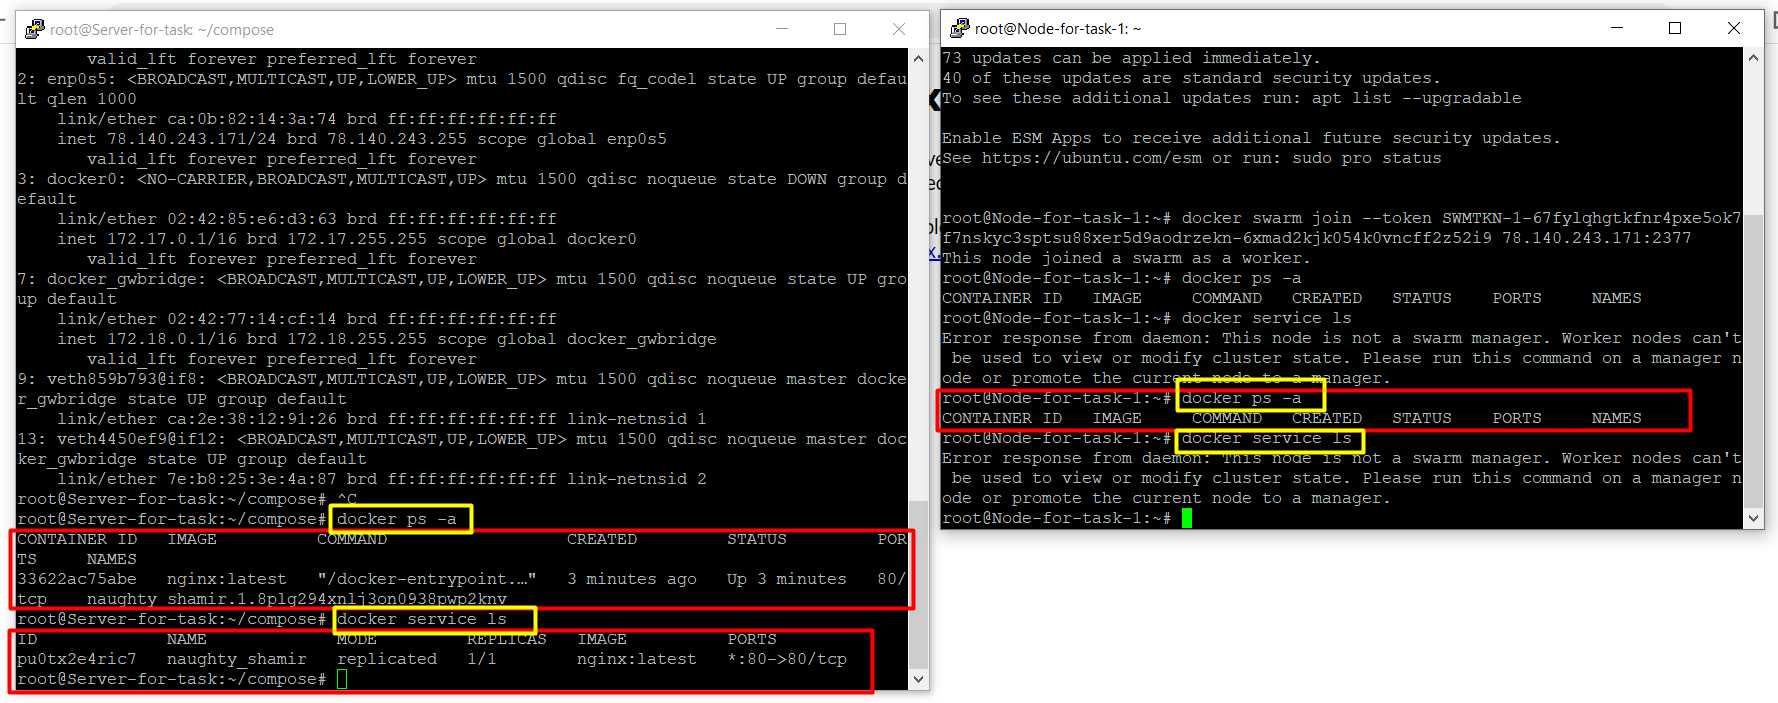 root@Server-for-task: ~/compose
valid_lft forever preferred_lft forever
2: enp0s5: <BROADCAST,MULTICAST,UP,LOWER_UP> mtu 1500 qdisc fq_codel state UP group defau
lt qlen 1000
link/ether ca:0b:82:14:3a:74 brd ff:ff:ff:ff:ff:ff
inet 78.140.243.171/24 brd 78.140.243.255 scope global enp0s5
valid_lft forever preferred_lft forever
3: docker0: <NO-CARRIER,BROADCAST,MULTICAST,UP> mtu 1500 qdisc noqueue state DOWN group d
efault
link/ether 02:42:85:e6:d3:63 brd ff:ff:ff:ff:ff:ff
inet 172.17.0.1/16 brd 172.17.255.255 scope global docker0
valid_lft forever preferred_lft forever
7: docker_gwbridge: <BROADCAST,MULTICAST,UP,LOWER_UP> mtu 1500 qdisc noqueue state UP gro
up default
link/ether 02:42:77:14:cf:14 brd ff:ff:ff:ff:ff:ff
inet 172.18.0.1/16 brd 172.18.255.255 scope global docker_gwbridge
valid_lft forever preferred_lft forever
9: veth859b793@if8: <BROADCAST,MULTICAST,UP,LOWER_UP> mtu 1500 qdisc noqueue master docke
r_gwbridge state UP group default
link/ether ca:2e:38:12:91:26 brd ff:ff:ff:ff:ff:ff link-netnsid 1
13: veth4450ef9@if12: <BROADCAST,MULTICAST,UP,LOWER_UP> mtu 1500 qdisc noqueue master doc
ker_gwbridge state UP group default
link/ether 7e:b8:25:3e:4a:87 brd ff:ff:ff:ff:ff:ff link-netnsid 2
root@Server-for-task:~/compose# ^C
root@Server-for-task:~/compose# docker ps -a
CONTAINER ID IMAGE COMMAND CREATED STATUS POR
TS NAMES
33622ac75abe nginx:latest "/docker-entrypoint.…" 3 minutes ago Up 3 minutes 80/
tcp naughty_shamir.1.8plg294xnlj3on0938pwp2knv
root@Server-for-task:~/compose# docker service ls
ID NAME MODE REPLICAS IMAGE PORTS
pu0tx2e4ric7 naughty_shamir replicated 1/1 nginx:latest *:80->80/tcp
root@Server-for-task:~/compose#
root@Node-for-task-1: ~
73 updates can be applied immediately.
40 of these updates are standard security updates.
To see these additional updates run: apt list --upgradable
Enable ESM Apps to receive additional future security updates.
See https://ubuntu.com/esm or run: sudo pro status
root@Node-for-task-1:~# docker swarm join --token SWMTKN-1-67fylqhgtkfnr4pxe5ok7
f7nskyc3sptsu88xer5d9aodrzekn-6xmad2kjk054k0vncff2z52i9 78.140.243.171:2377
This node joined a swarm as a worker.
root@Node-for-task-1:~# docker ps -a
CONTAINER ID IMAGE COMMAND CREATED STATUS PORTS NAMES
root@Node-for-task-1:~# docker service ls
Error response from daemon: This node is not a swarm manager. Worker nodes can't
be used to view or modify cluster state. Please run this command on a manager n
ode or promote the current node to a manager.
root@Node-for-task-1:~# docker ps -a
CONTAINER ID IMAGE COMMAND CREATED STATUS PORTS NAMES
root@Node-for-task-1:~# docker service ls
Error response from daemon: This node is not a swarm manager. Worker nodes can't
be used to view or modify cluster state. Please run this command on a manager n
ode or promote the current node to a manager.
root@Node-for-task-1:~#